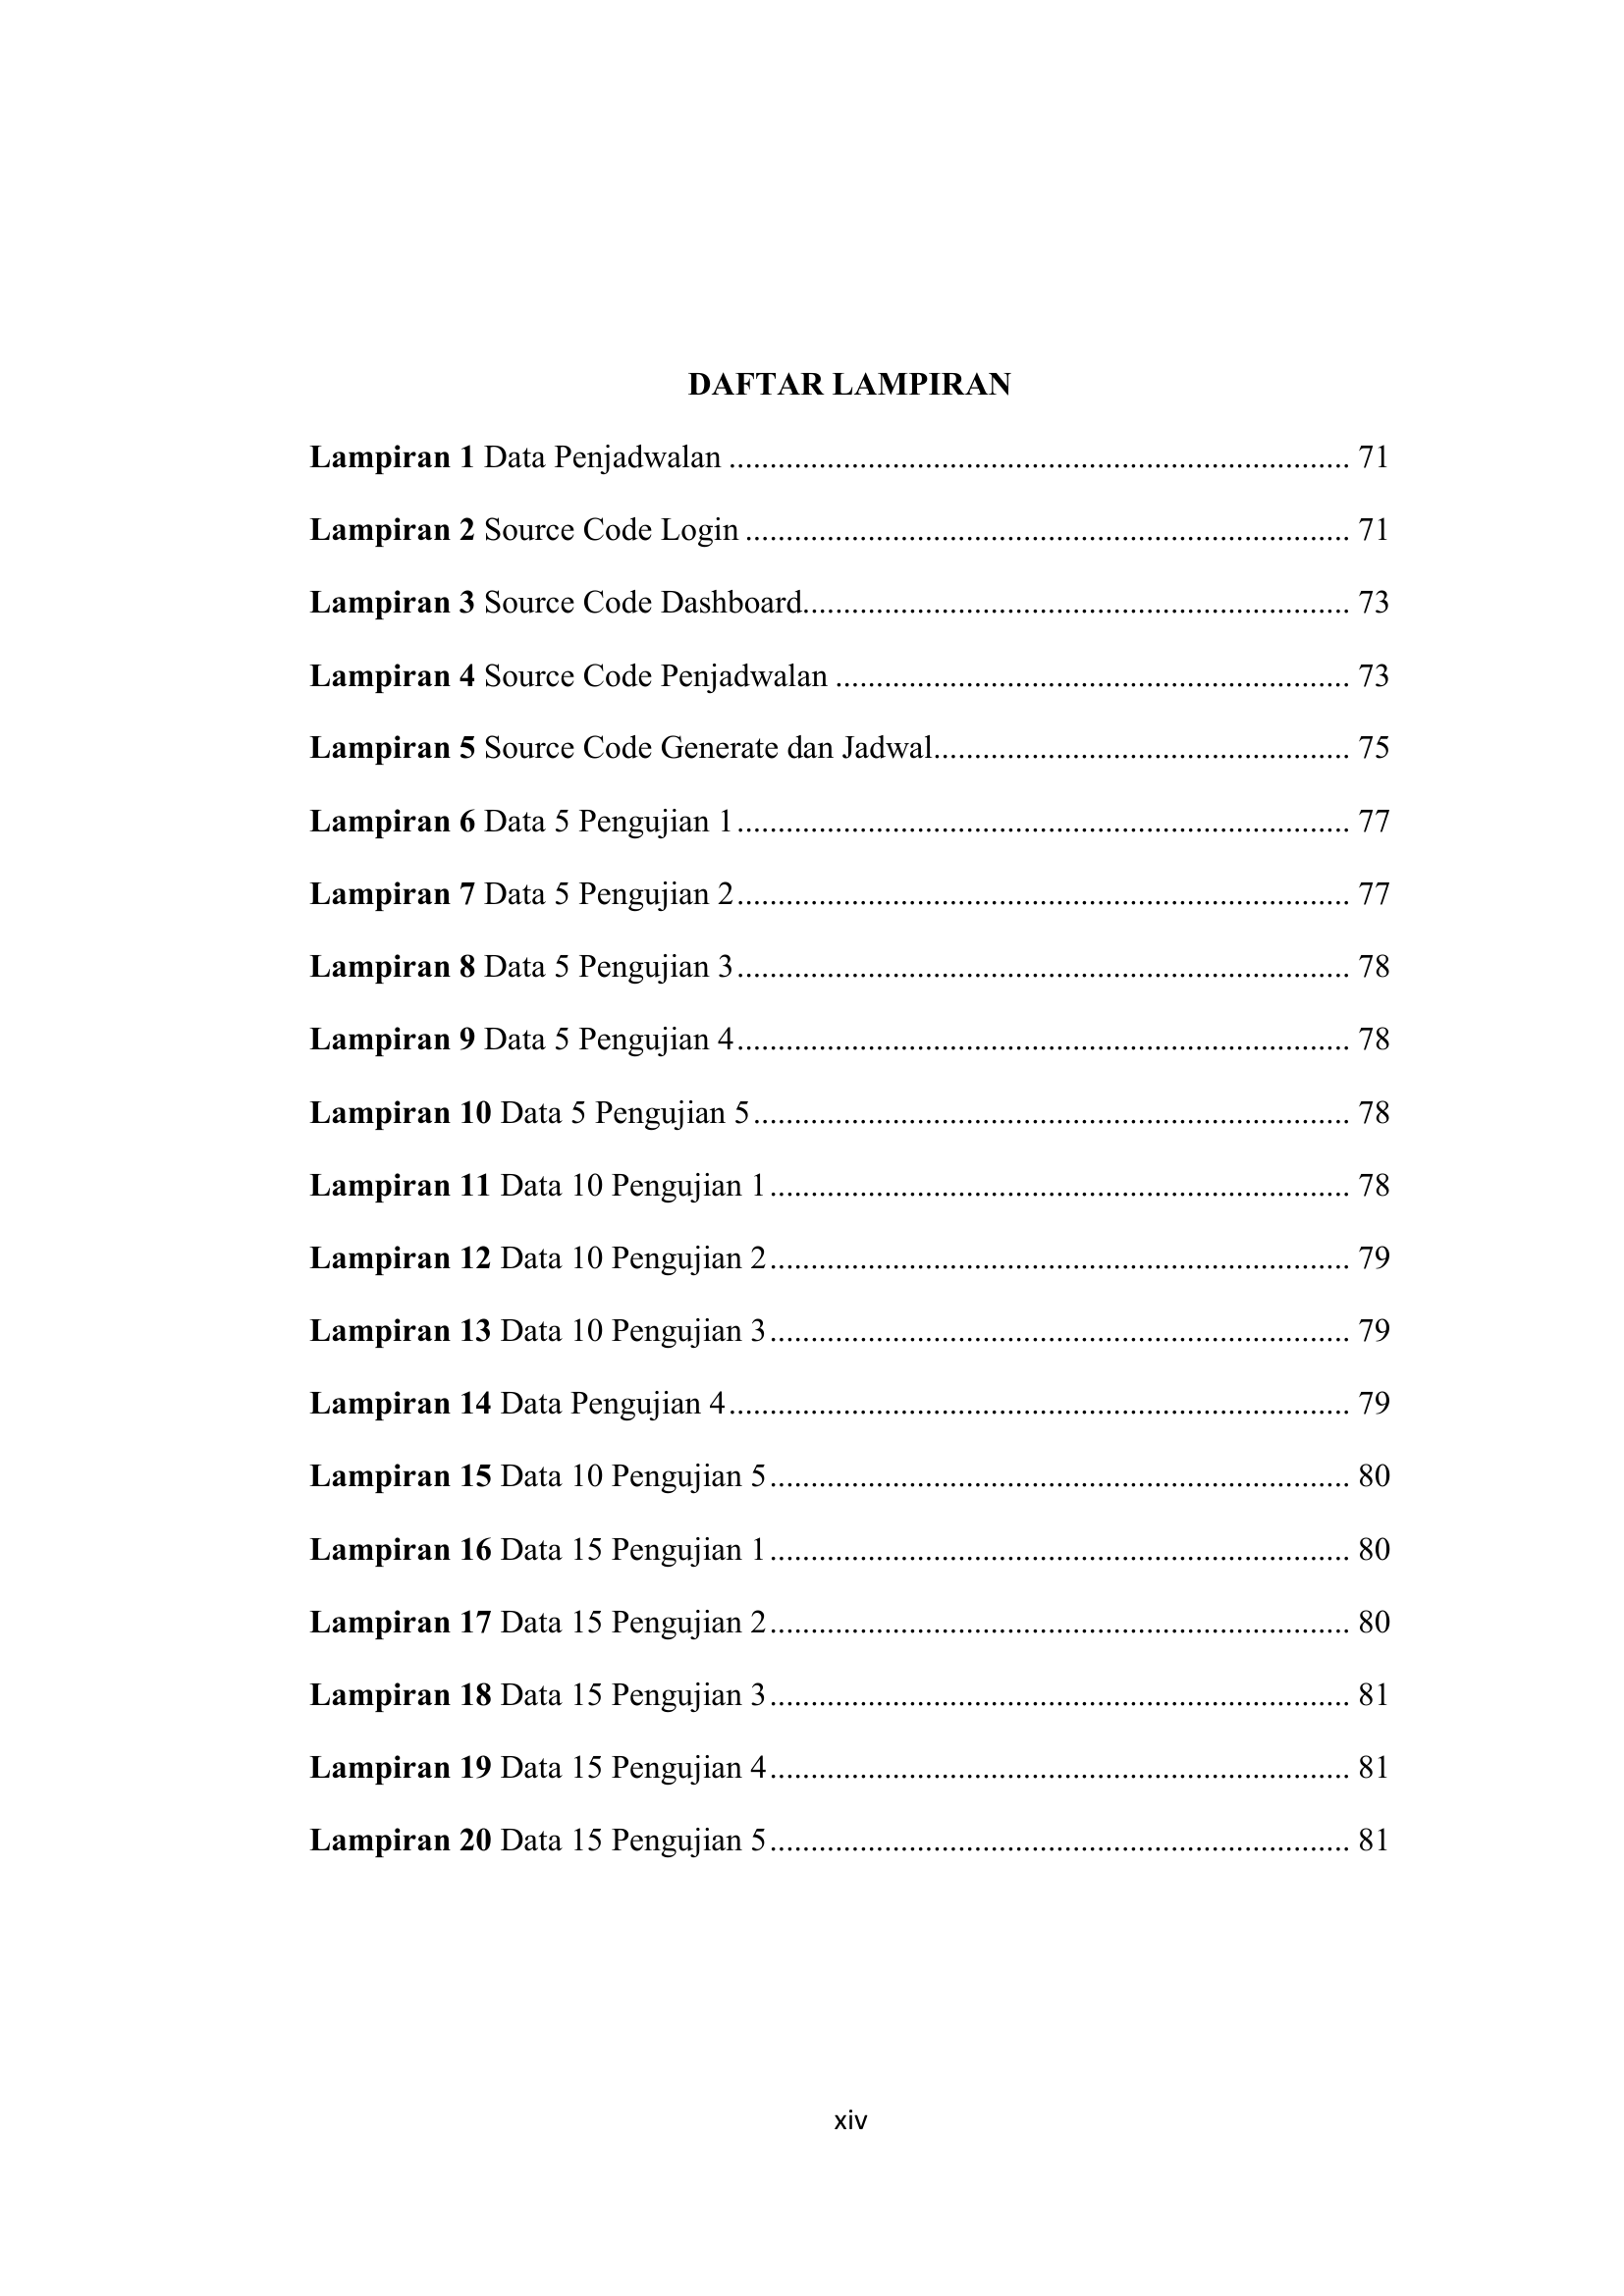 DAFTAR LAMPIRAN
Lampiran 1 Data Penjadwalan ............................................................................ 71
Lampiran 2 Source Code Login .......................................................................... 71
Lampiran 3 Source Code Dashboard................................................................... 73
Lampiran 4 Source Code Penjadwalan ............................................................... 73
Lampiran 5 Source Code Generate dan Jadwal................................................... 75
Lampiran 6 Data 5 Pengujian 1........................................................................... 77
Lampiran 7 Data 5 Pengujian 2........................................................................... 77
Lampiran 8 Data 5 Pengujian 3........................................................................... 78
Lampiran 9 Data 5 Pengujian 4........................................................................... 78
Lampiran 10 Data 5 Pengujian 5......................................................................... 78
Lampiran 11 Data 10 Pengujian 1....................................................................... 78
Lampiran 12 Data 10 Pengujian 2....................................................................... 79
Lampiran 13 Data 10 Pengujian 3....................................................................... 79
Lampiran 14 Data Pengujian 4............................................................................ 79
Lampiran 15 Data 10 Pengujian 5....................................................................... 80
Lampiran 16 Data 15 Pengujian 1....................................................................... 80
Lampiran 17 Data 15 Pengujian 2....................................................................... 80
Lampiran 18 Data 15 Pengujian 3....................................................................... 81
Lampiran 19 Data 15 Pengujian 4....................................................................... 81
Lampiran 20 Data 15 Pengujian 5....................................................................... 81
xiv